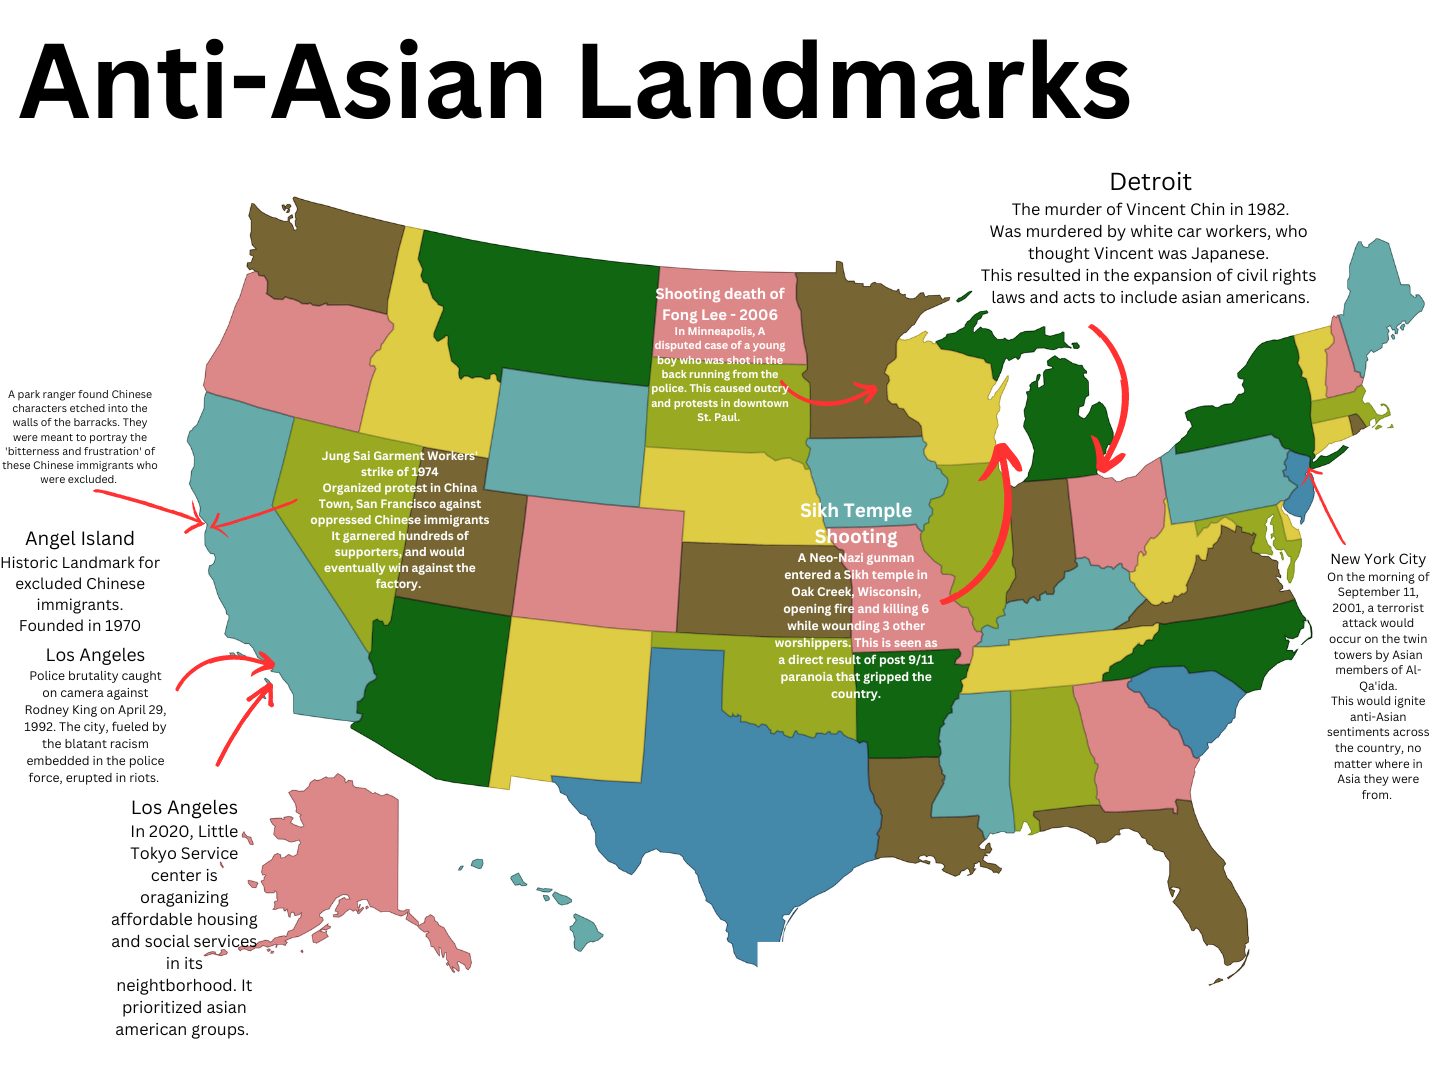 Anti-Asian Landmarks
Detroit
The murder of Vincent Chin in 1982.
Was murdered by white car workers, who
thought Vincent was Japanese.
This resulted in the expansion of civil rights
laws and acts to include asian americans.
Shooting death of
Fong Lee - 2006
In Minneapolis, A
disputed case of a young
boy who was shot in the
back running from the
police. This caused outcry
and protests in downtown
St. Paul.
A park ranger found Chinese
characters etched into the
walls of the barracks. They
were meant to portray the
'bitterness and frustration' of
these Chinese immigrants who
were excluded.
Jung Sai Garment Workers'
strike of 1974
Organized protest in China
Town, San Francisco against
oppressed Chinese immigrants
It garnered hundreds of
supporters, and would
eventually win against the
factory.
Sikh Temple
Shooting
A Neo-Nazi gunman
entered a Sikh temple in
Oak Creek, Wisconsin,
opening fire and killing 6
while wounding 3 other
worshippers. This is seen as
a direct result of post 9/11
paranoia that gripped the
country.
Angel Island
Historic Landmark for
excluded Chinese
immigrants.
Founded in 1970
New York City
On the morning of
September 11,
2001, a terrorist
attack would
occur on the twin
towers by Asian
members of Al-
Qa'ida.
This would ignite
anti-Asian
sentiments across
the country, no
matter where in
Asia they were
from.
Los Angeles
Police brutality caught
on camera against
Rodney King on April 29,
1992. The city, fueled by
the blatant racism
embedded in the police
force, erupted in riots.
Los Angeles
In 2020, Little
Tokyo Service
center is
oraganizing
affordable housing
and social services
in its
neightborhood. It
prioritized asian
american groups.